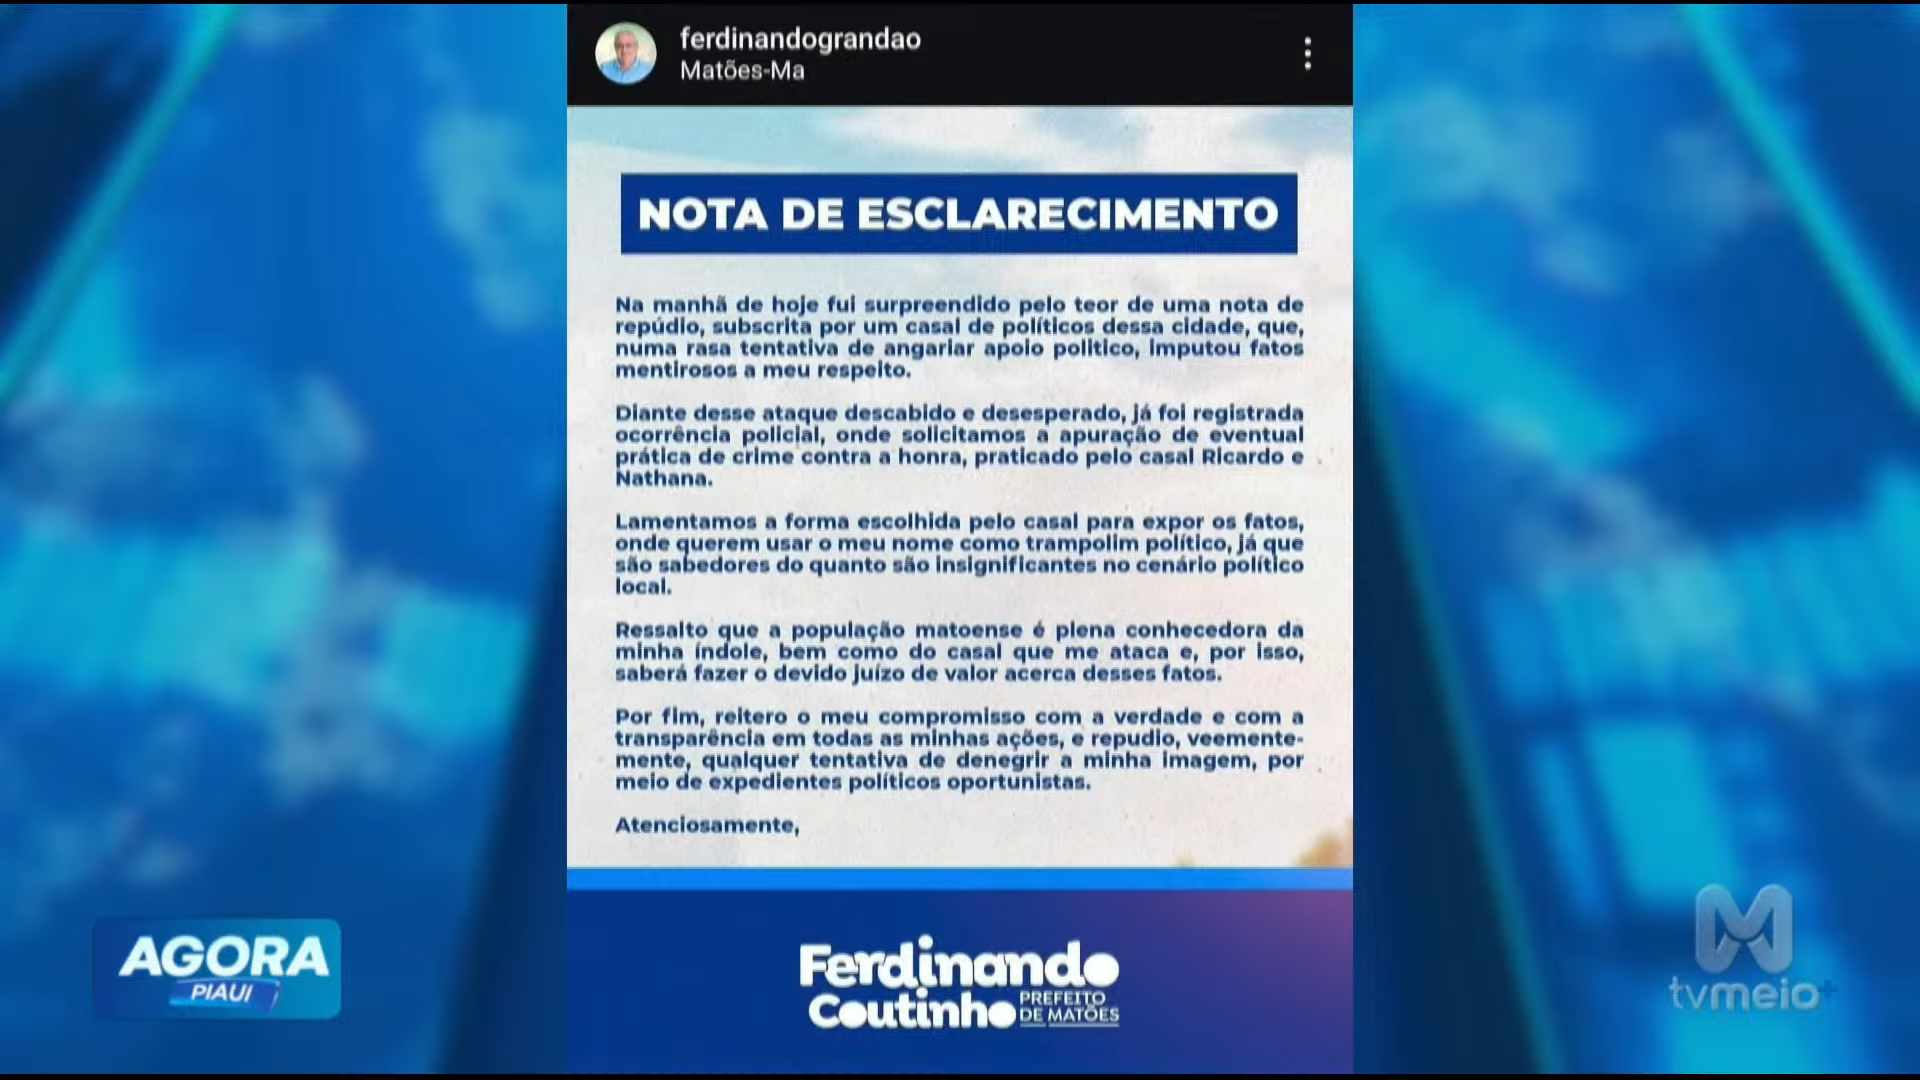 ferdinandograndao
Matões-Ma
NOTA DE ESCLARECIMENTO
Na manhã de hoje fui surpreendido pelo teor de uma nota de
repúdio, subscrita por um casal de políticos dessa cidade, que,
numa rasa tentativa de angariar apoio politico, imputou fatos
mentirosos a meu respeito.
Diante desse ataque descabido e desesperado, já foi registrada
ocorrência policial, onde solicitamos a apuração de eventual
prática de crime contra a honra, praticado pelo casal Ricardo e
Nathana.
Lamentamos a forma escolhida pelo casal para expor os fatos,
onde querem usar o meu nome como trampolim político, já que
são sabedores do quanto são insignificantes no cenário político
local.
Ressalto que a população matoense é plena conhecedora da
minha índole, bem como do casal que me ataca e, por isso,
saberá fazer o devido juízo de valor acerca desses fatos.
Por fim, reitero o meu compromisso com a verdade e com a
transparência em todas as minhas ações, e repudio, veemente-
mente, qualquer tentativa de denegrir a minha imagem, por
meio de expedientes políticos oportunistas.
Atenciosamente,
Ferdinando
Coutinho PREFEITO
DE MATÕES
AGORA
PIAUI
M
tvmeio+